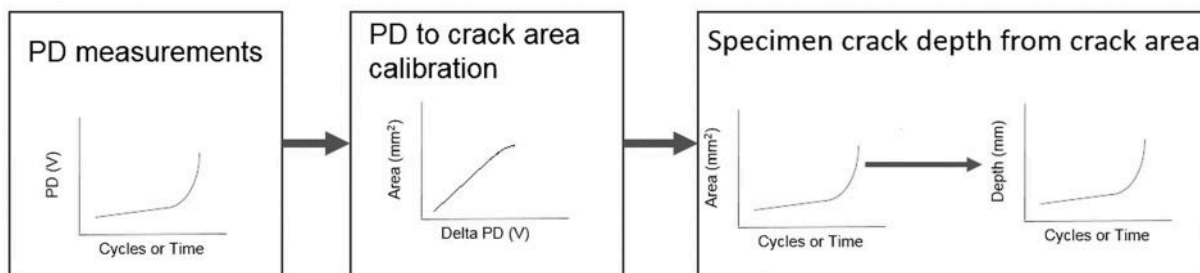 PD measurements
PD (V)
Cycles or Time
PD to crack area
calibration
Area (mm²)
Delta PD (V)
Specimen crack depth from crack area
Area (mm²)
Cycles or Time
Depth (mm)
Cycles or Time